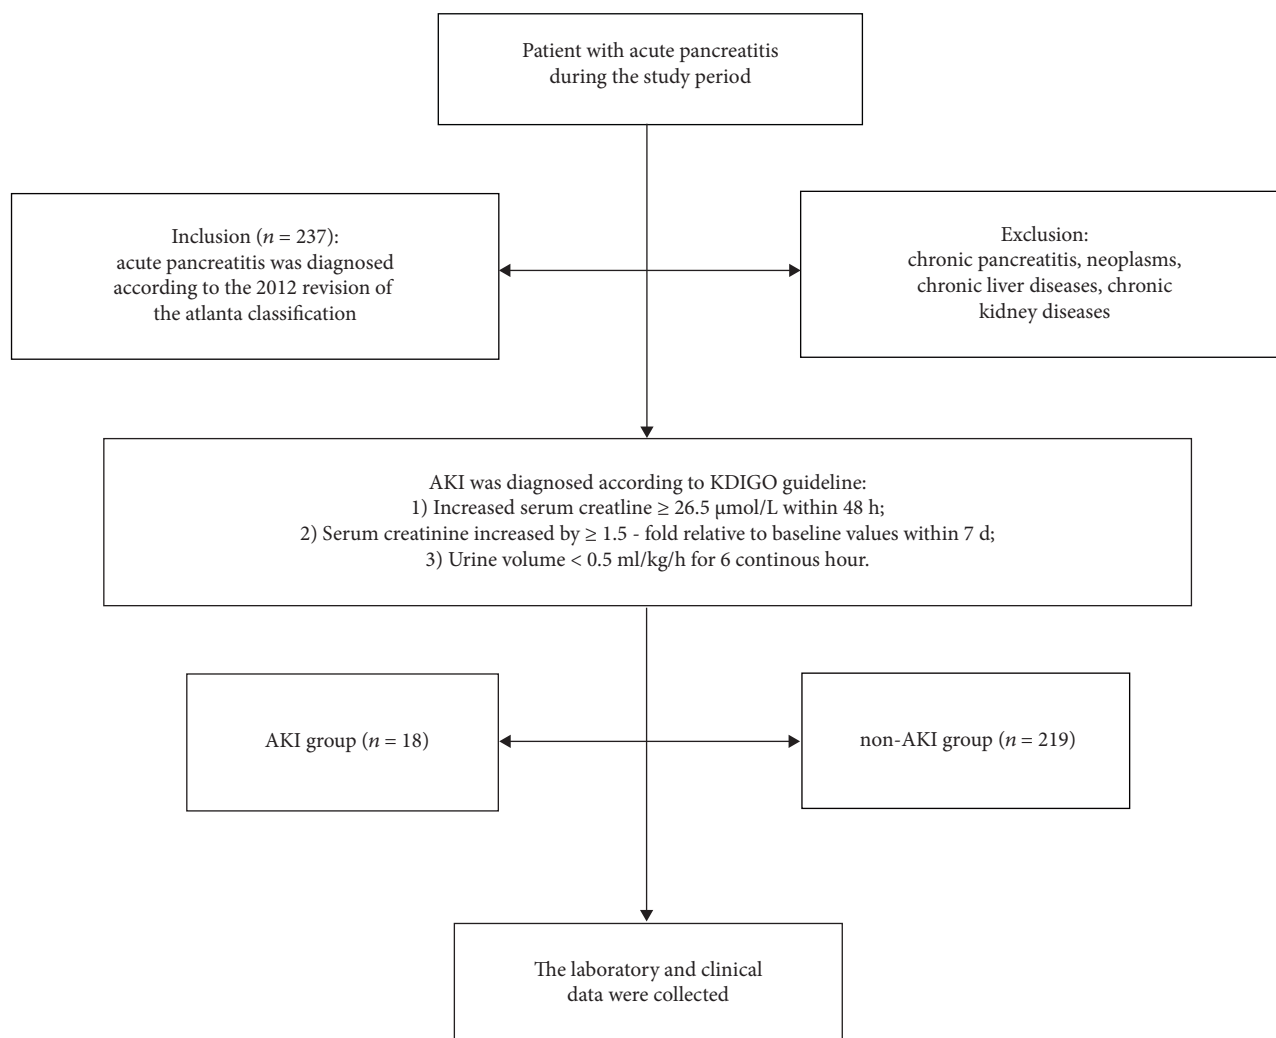 Patient with acute pancreatitis
during the study period
Inclusion (n = 237):
acute pancreatitis was diagnosed
according to the 2012 revision of
the atlanta classification
Exclusion:
chronic pancreatitis, neoplasms,
chronic liver diseases, chronic
kidney diseases
AKI was diagnosed according to KDIGO guideline:
1) Increased serum creatline ≥ 26.5 μmol/L within 48 h;
2) Serum creatinine increased by ≥ 1.5 - fold relative to baseline values within 7 d;
3) Urine volume < 0.5 ml/kg/h for 6 continous hour.
AKI group (n = 18)
non-AKI group (n = 219)
The laboratory and clinical
data were collected